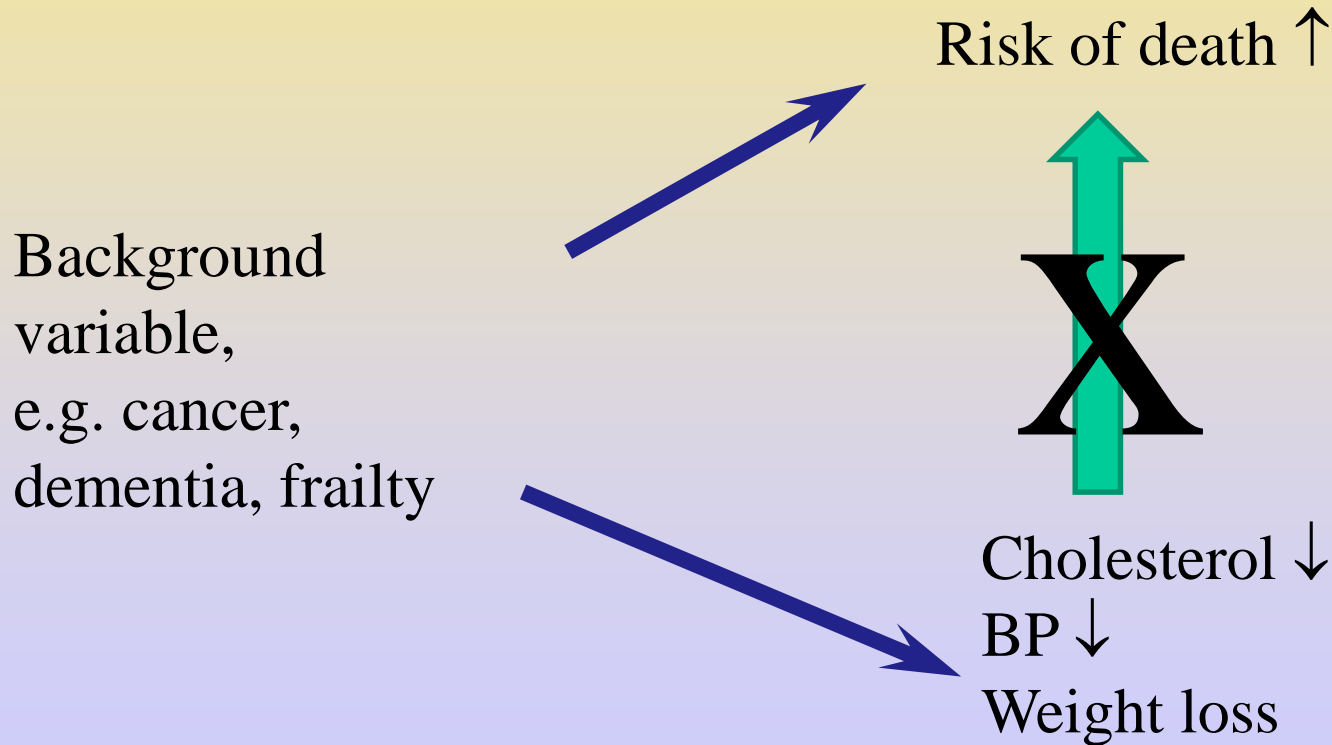 Risk of death ↑
Background
variable,
e.g. cancer,
dementia, frailty
X
Cholesterol ↓
BP ↓
Weight loss